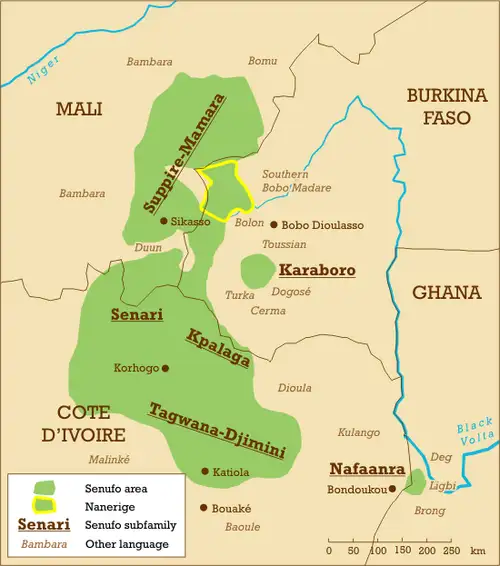 Niger
Bambara
Bomu
MALI
BURKINA
FASO
Suppire-Mamara
Bambara
Southern
Bobo Madare
Sikasso
Bolon
Bobo Dioulasso
Duun
Toussian
Karaboro
Turka
Dogosé
Cerma
GHANA
Senari
Kpalaga
Korhogo
Dioula
COTE
D'IVOIRE
Tagwana-Djimini
Kulango
Black
Volta
Malinké
Katiola
Nafaanra
Deg
Bondoukou
Ligbi
Bouaké
Brong
Baoule
Senufo area
Nanerige
Senari Senufo subfamily
Bambara Other language
0 50 100 150 200 250 km